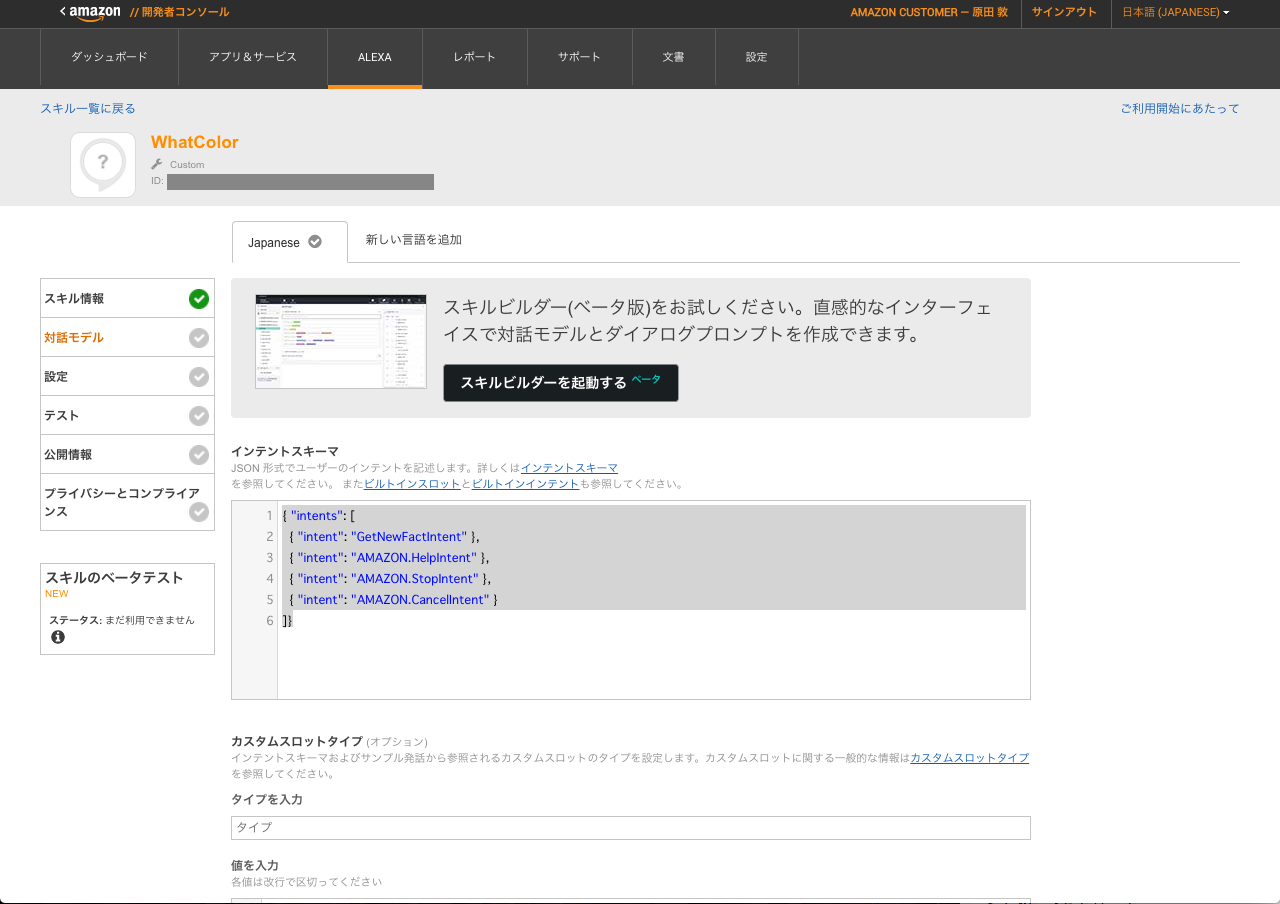 amazon // 開発者コンソール
AMAZON CUSTOMER – 原田 敦 サインアウト 日本語 (JAPANESE)
ダッシュボード アプリ＆サービス ALEXA レポート サポート 文書 設定
スキル一覧に戻る ご利用開始にあたって
?
WhatColor
Custom
ID:
Japanese 新しい言語を追加
スキル情報
対話モデル
設定
テスト
公開情報
プライバシーとコンプライア
ンス
スキルのベータテスト
NEW
ステータス: まだ利用できません
スキルビルダー(ベータ版)をお試しください。直感的なインターフェ
イスで対話モデルとダイアログプロンプトを作成できます。
スキルビルダーを起動する ベータ
インテントスキーマ
JSON 形式でユーザーのインテントを記述します。詳しくはインテントスキーマ
を参照してください。 またビルトインスロットとビルトインインテントも参照してください。
1 { "intents": [
2 { "intent": "GetNewFactIntent" },
3 { "intent": "AMAZON.HelpIntent" },
4 { "intent": "AMAZON.StopIntent" },
5 { "intent": "AMAZON.CancelIntent" }
6 ]}
カスタムスロットタイプ (オプション)
インテントスキーマおよびサンプル発話から参照されるカスタムスロットのタイプを設定します。カスタムスロットに関する一般的な情報はカスタムスロットタイプ
を参照してください。
タイプを入力
タイプ
値を入力
各値は改行で区切ってください